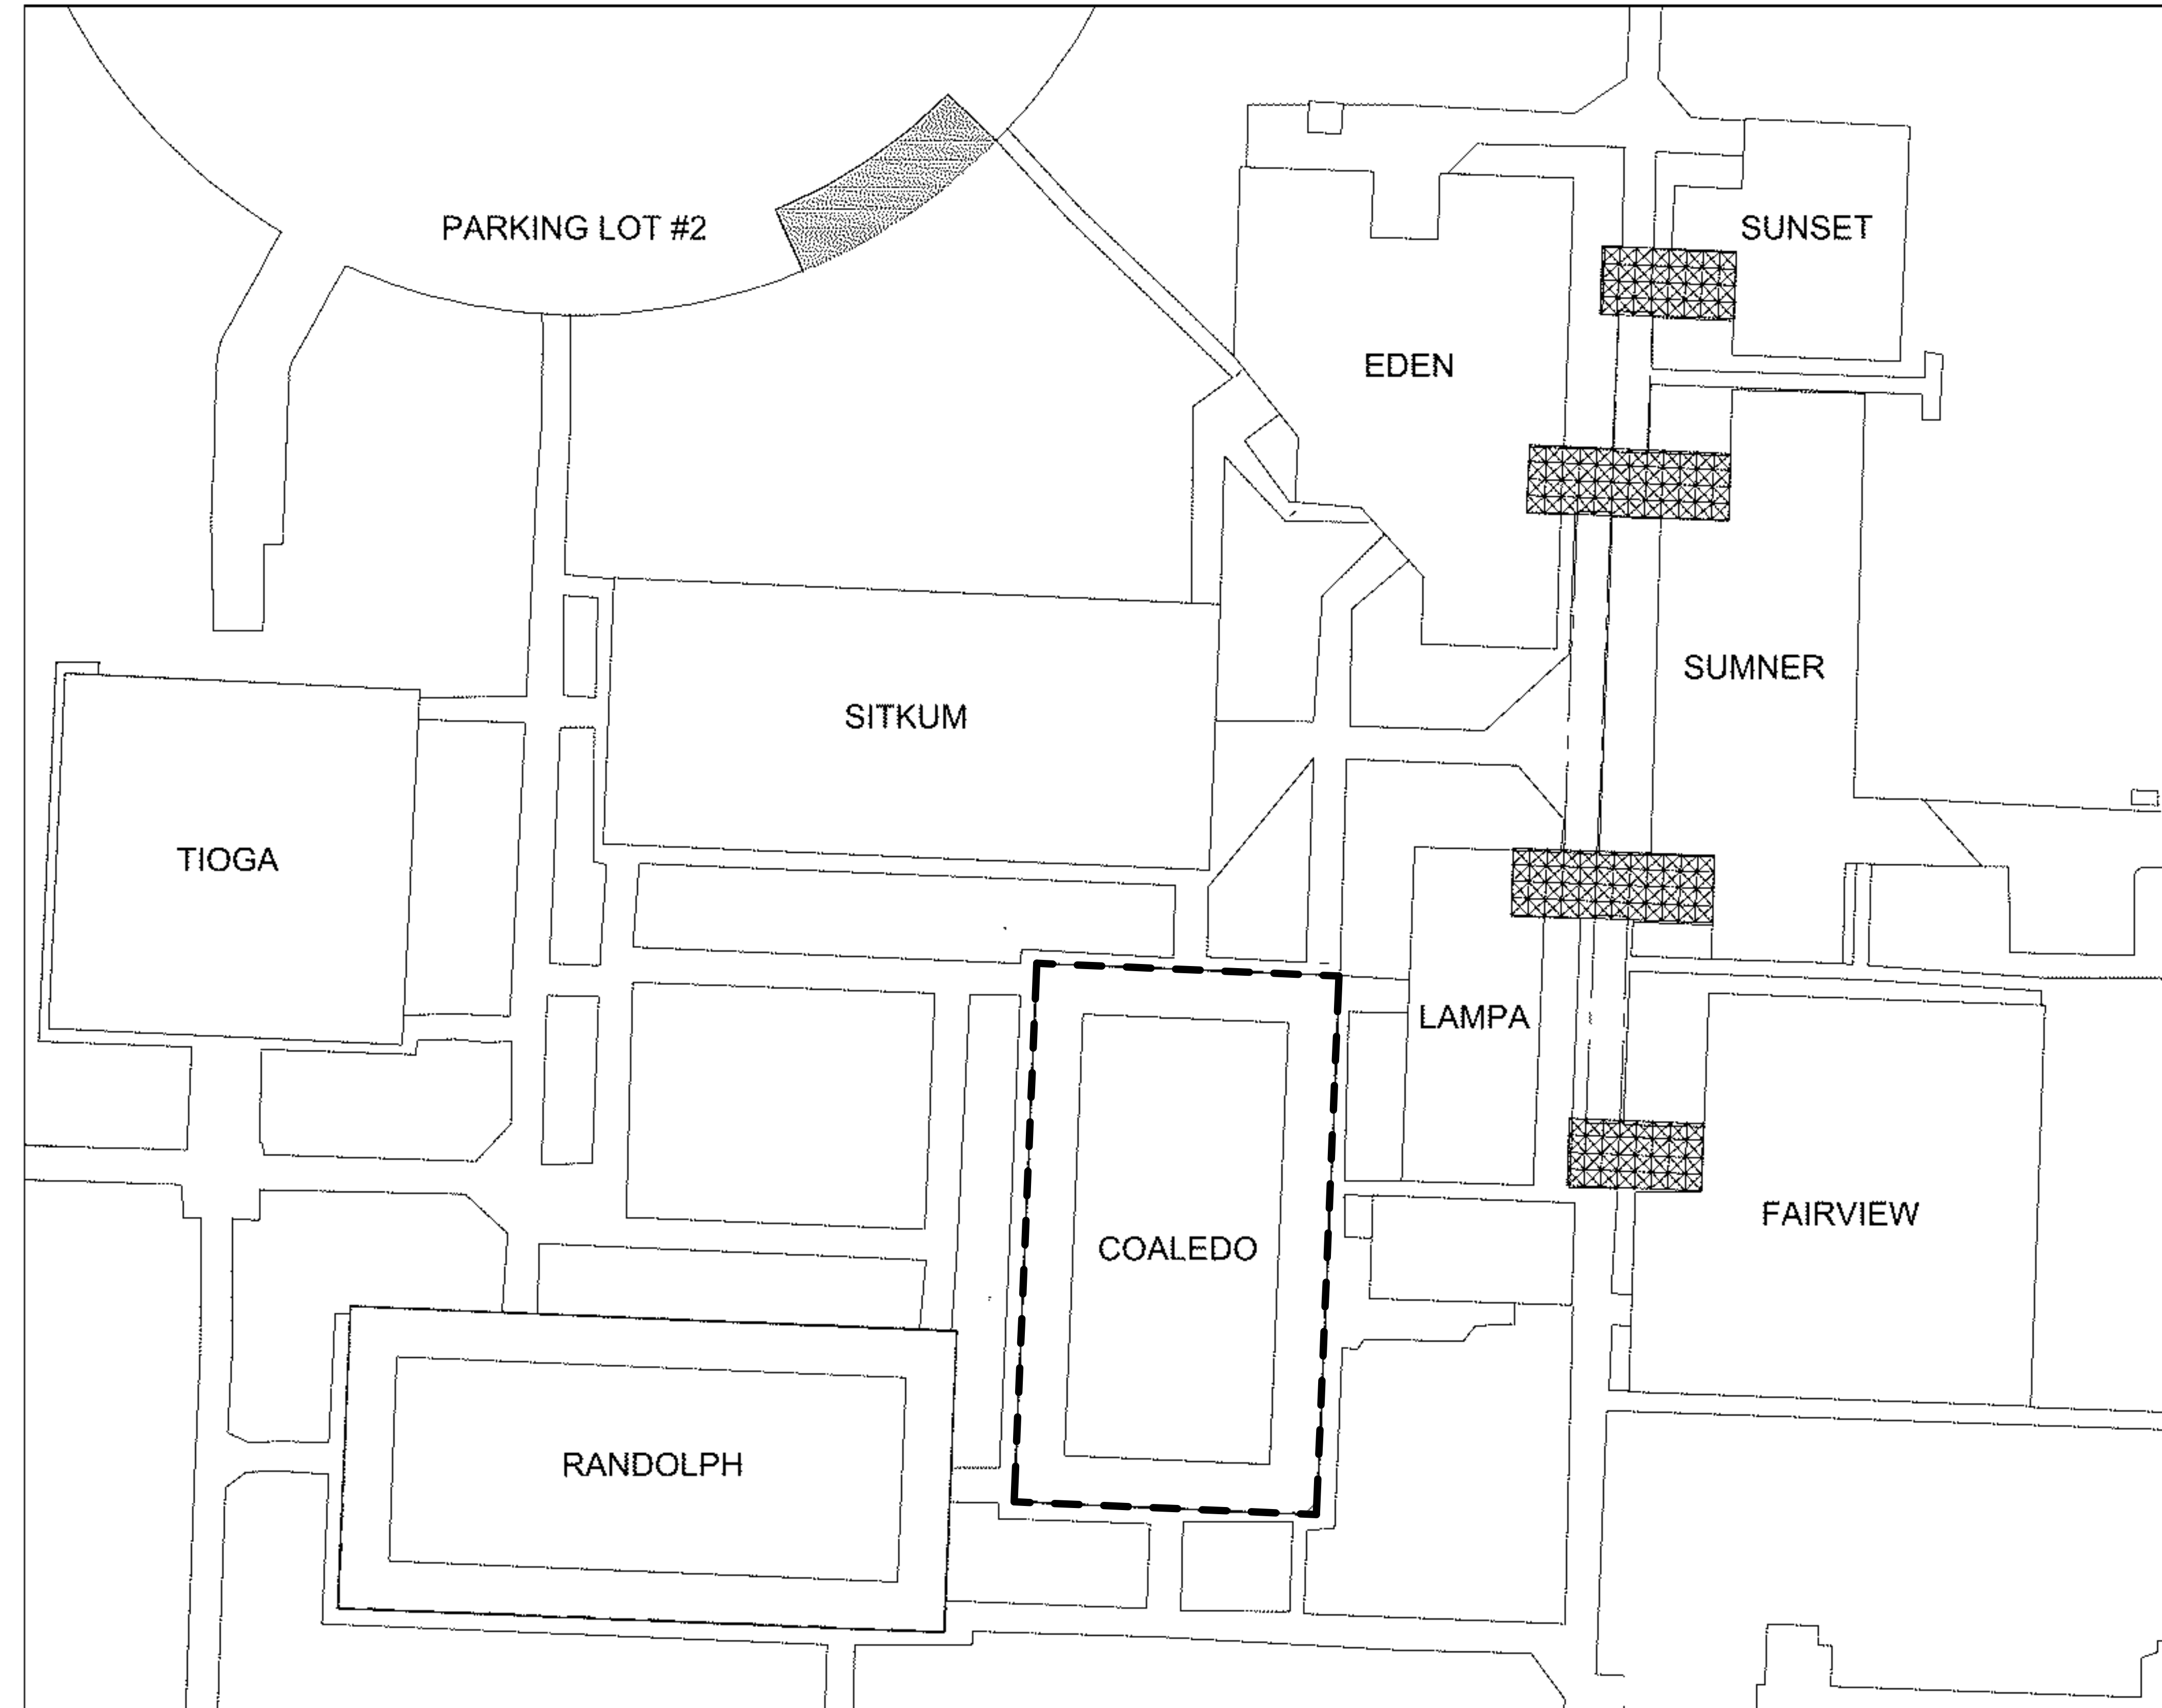 PARKING LOT #2
SUNSET
EDEN
SUMNER
SITKUM
TIOGA
LAMPA
FAIRVIEW
COALEDO
RANDOLPH